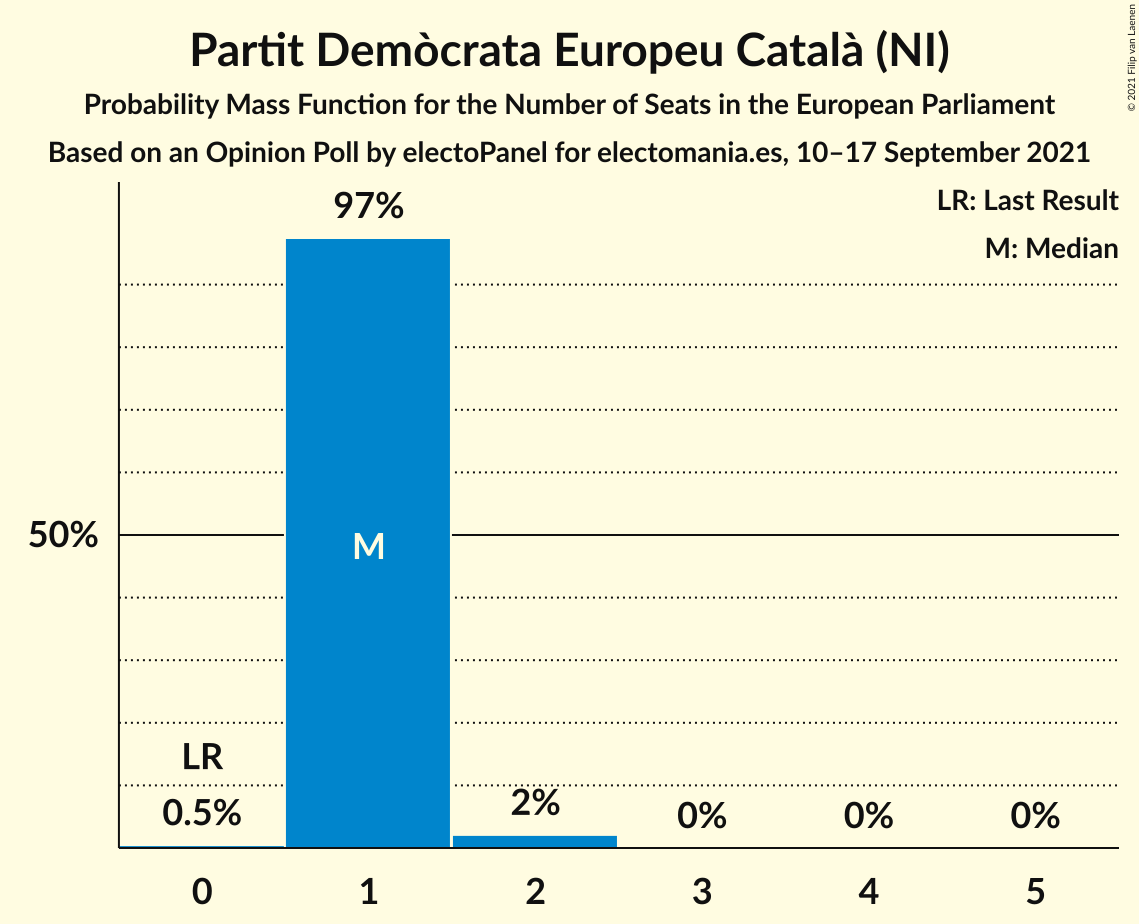 Partit Demòcrata Europeu Català (NI)
Probability Mass Function for the Number of Seats in the European Parliament
Based on an Opinion Poll by electoPanel for electomania.es, 10–17 September 2021
© 2021 Filip van Laenen
LR: Last Result
M: Median
97%
50%
M
LR
0.5%
2%
0%
0%
0%
0
1
2
3
4
5